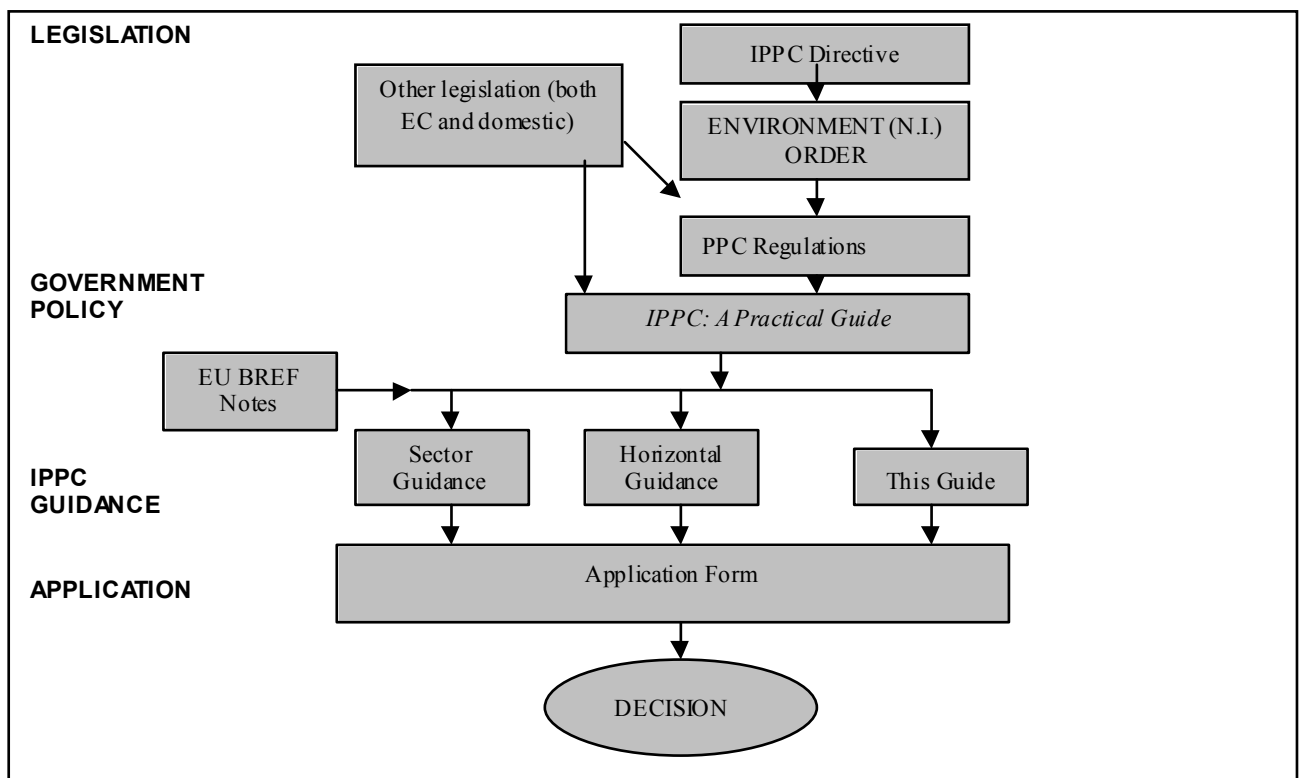 LEGISLATION
IPPC Directive
Other legislation (both
EC and domestic)
ENVIRONMENT (N.I.)
ORDER
PPC Regulations
GOVERNMENT
POLICY
IPPC: A Practical Guide
EU BREF
Notes
Sector
Guidance
Horizontal
Guidance
This Guide
IPPC
GUIDANCE
Application Form
APPLICATION
DECISION